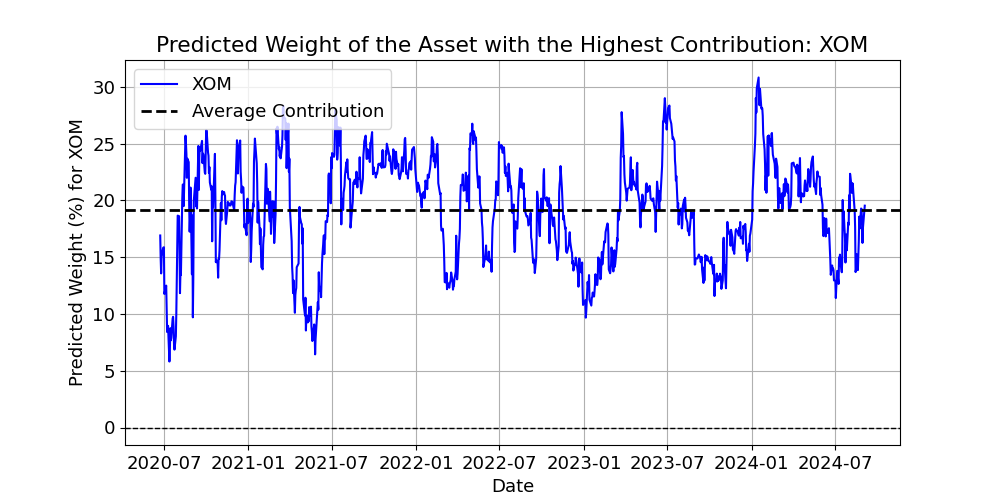 Predicted Weight of the Asset with the Highest Contribution: XOM
XOM
Average Contribution
Predicted Weight (%) for XOM
30
25
20
15
10
5
0
2020-07 2021-01 2021-07 2022-01 2022-07 2023-01 2023-07 2024-01 2024-07
Date